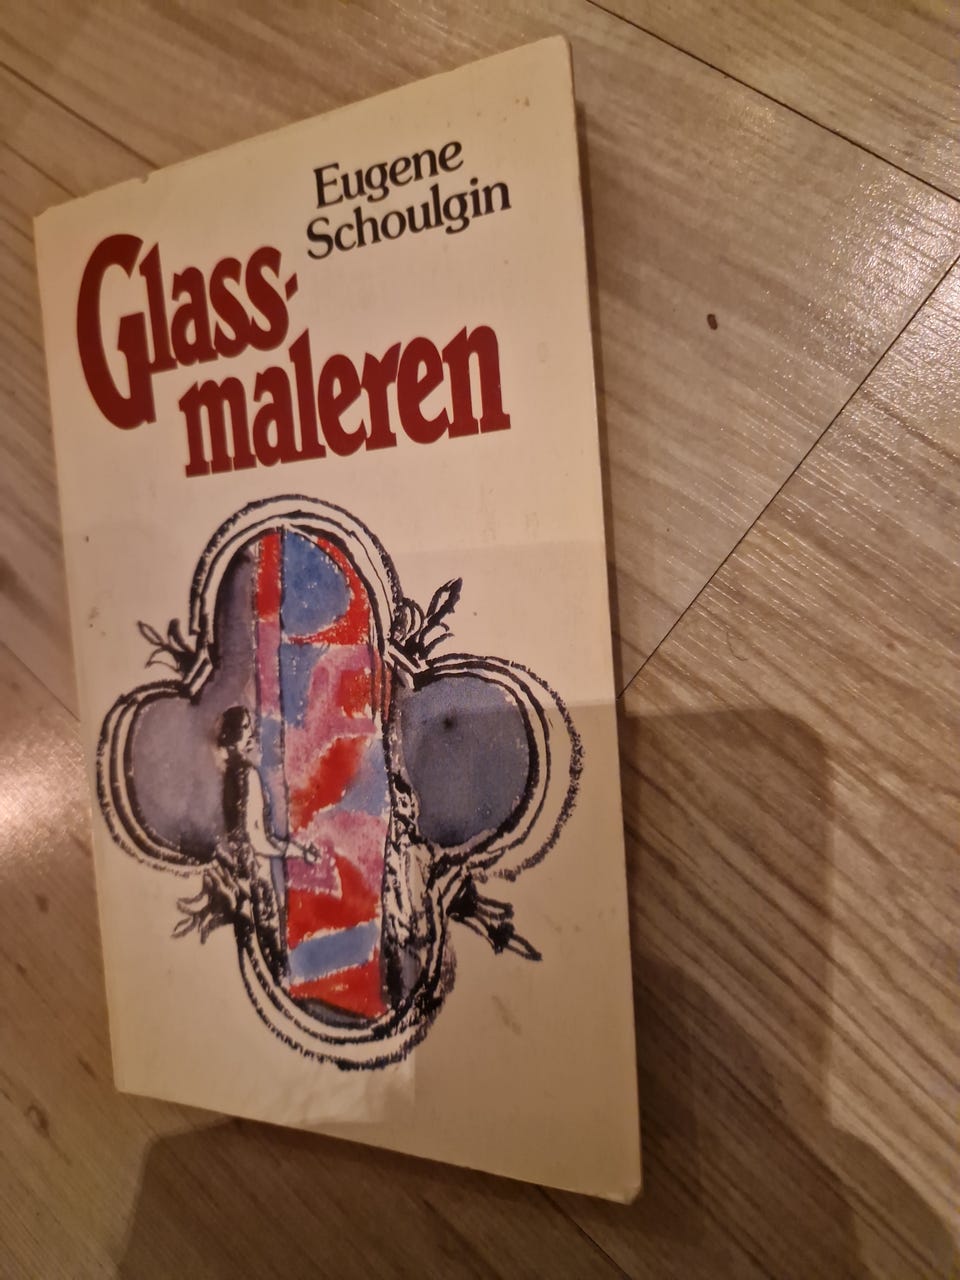 Eugene
Schoulgin
Glass-
maleren